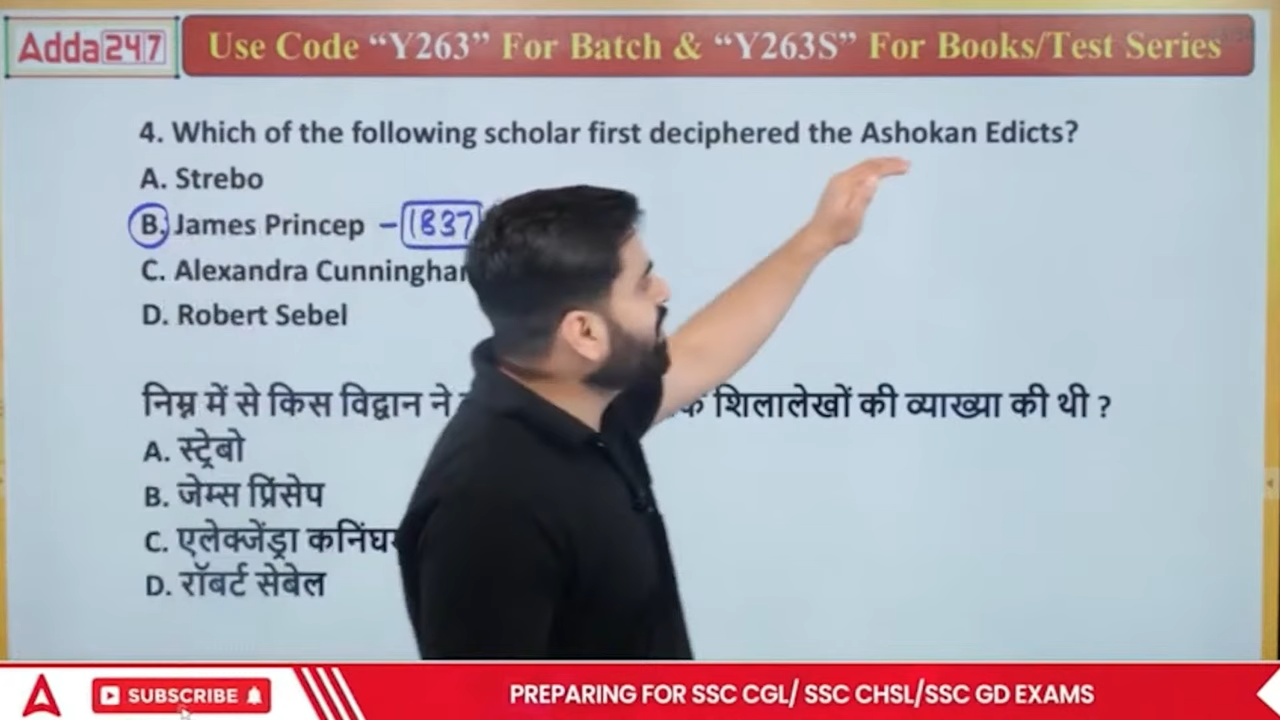 Adda247
Use Code “Y263” For Batch & “Y263S” For Books/Test Series
4. Which of the following scholar first deciphered the Ashokan Edicts?
A. Strebo
B. James Princep - 1837
C. Alexandra
D. Robert Sebel
निम्न में से किस विद्वान ने शिलालेखों की व्याख्या की थी ?
A. स्ट्रेबो
B. जेम्स प्रिंसेप
C. एलेक्जेंड्रा
D. रॉबर्ट सेबेल
SUBSCRIBE
PREPARING FOR SSC CGL/ SSC CHSL/SSC GD EXAMS